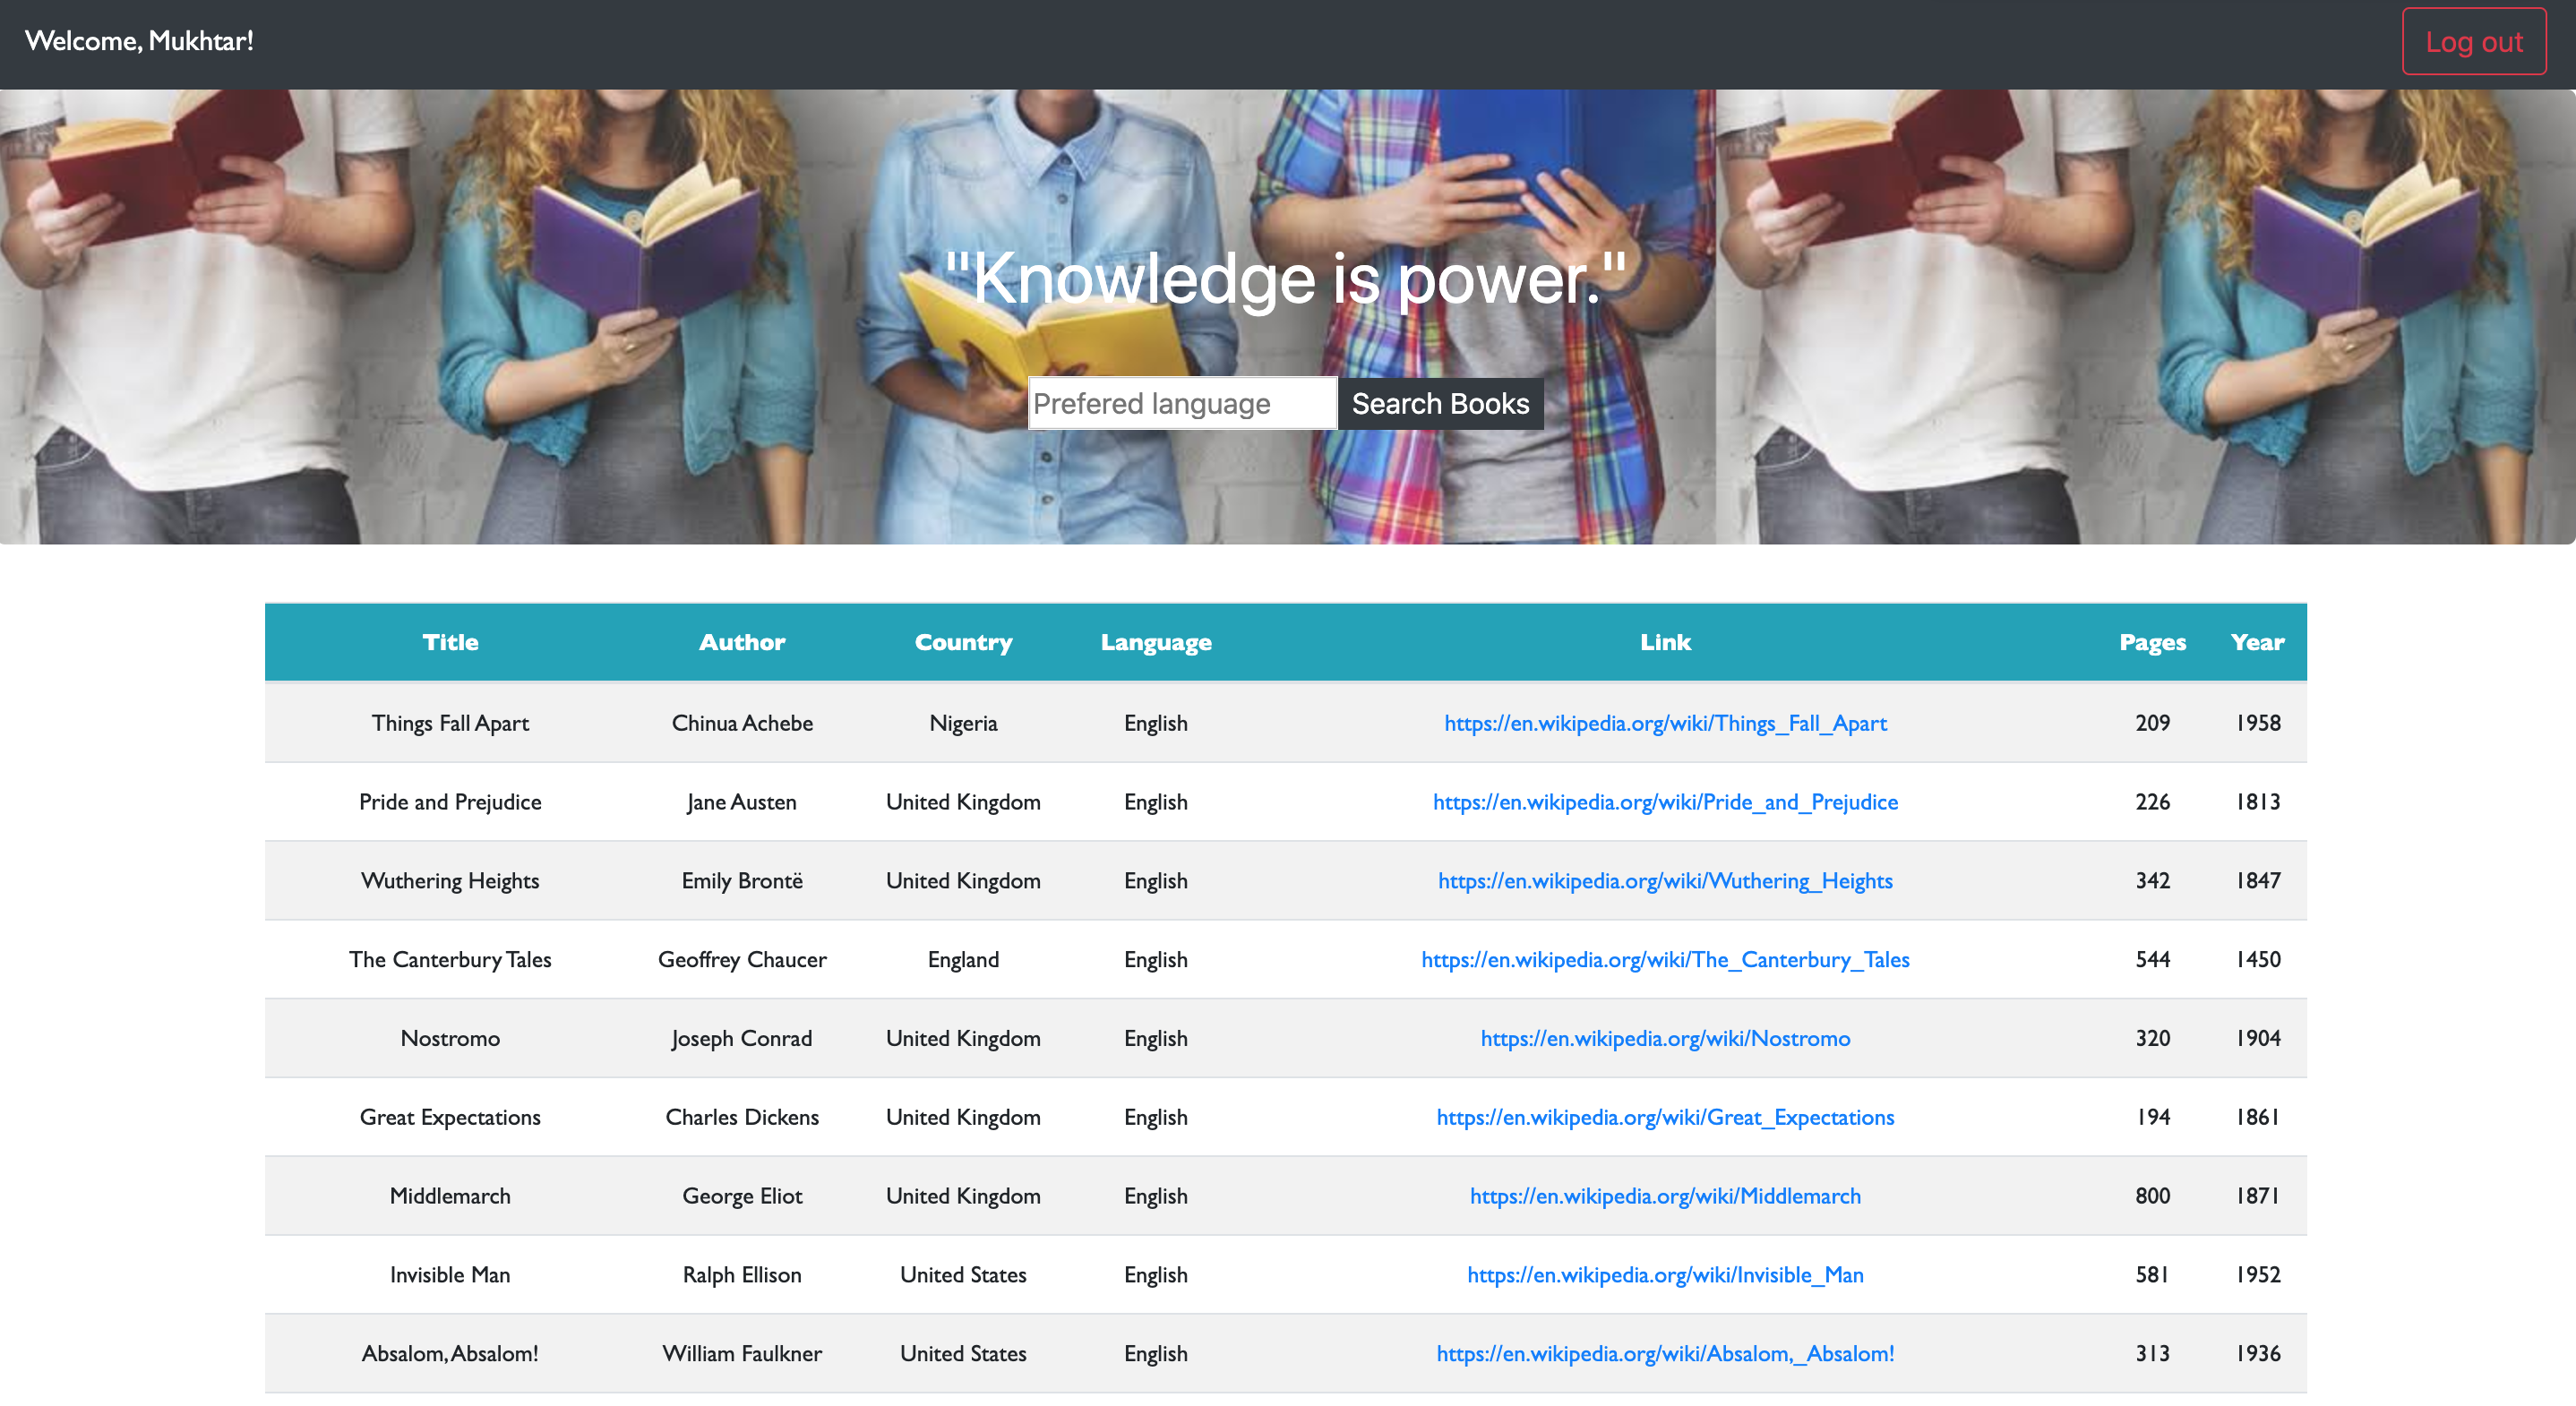 Welcome, Mukhtar! Log out
"Knowledge is power."
Prefered language Search Books
Title Author Country Language Link Pages Year
Things Fall Apart Chinua Achebe Nigeria English https://en.wikipedia.org/wiki/Things_Fall_Apart 209 1958
Pride and Prejudice Jane Austen United Kingdom English https://en.wikipedia.org/wiki/Pride_and_Prejudice 226 1813
Wuthering Heights Emily Brontë United Kingdom English https://en.wikipedia.org/wiki/Wuthering_Heights 342 1847
The Canterbury Tales Geoffrey Chaucer England English https://en.wikipedia.org/wiki/The_Canterbury_Tales 544 1450
Nostromo Joseph Conrad United Kingdom English https://en.wikipedia.org/wiki/Nostromo 320 1904
Great Expectations Charles Dickens United Kingdom English https://en.wikipedia.org/wiki/Great_Expectations 194 1861
Middlemarch George Eliot United Kingdom English https://en.wikipedia.org/wiki/Middlemarch 800 1871
Invisible Man Ralph Ellison United States English https://en.wikipedia.org/wiki/Invisible_Man 581 1952
Absalom, Absalom! William Faulkner United States English https://en.wikipedia.org/wiki/Absalom,_Absalom! 313 1936